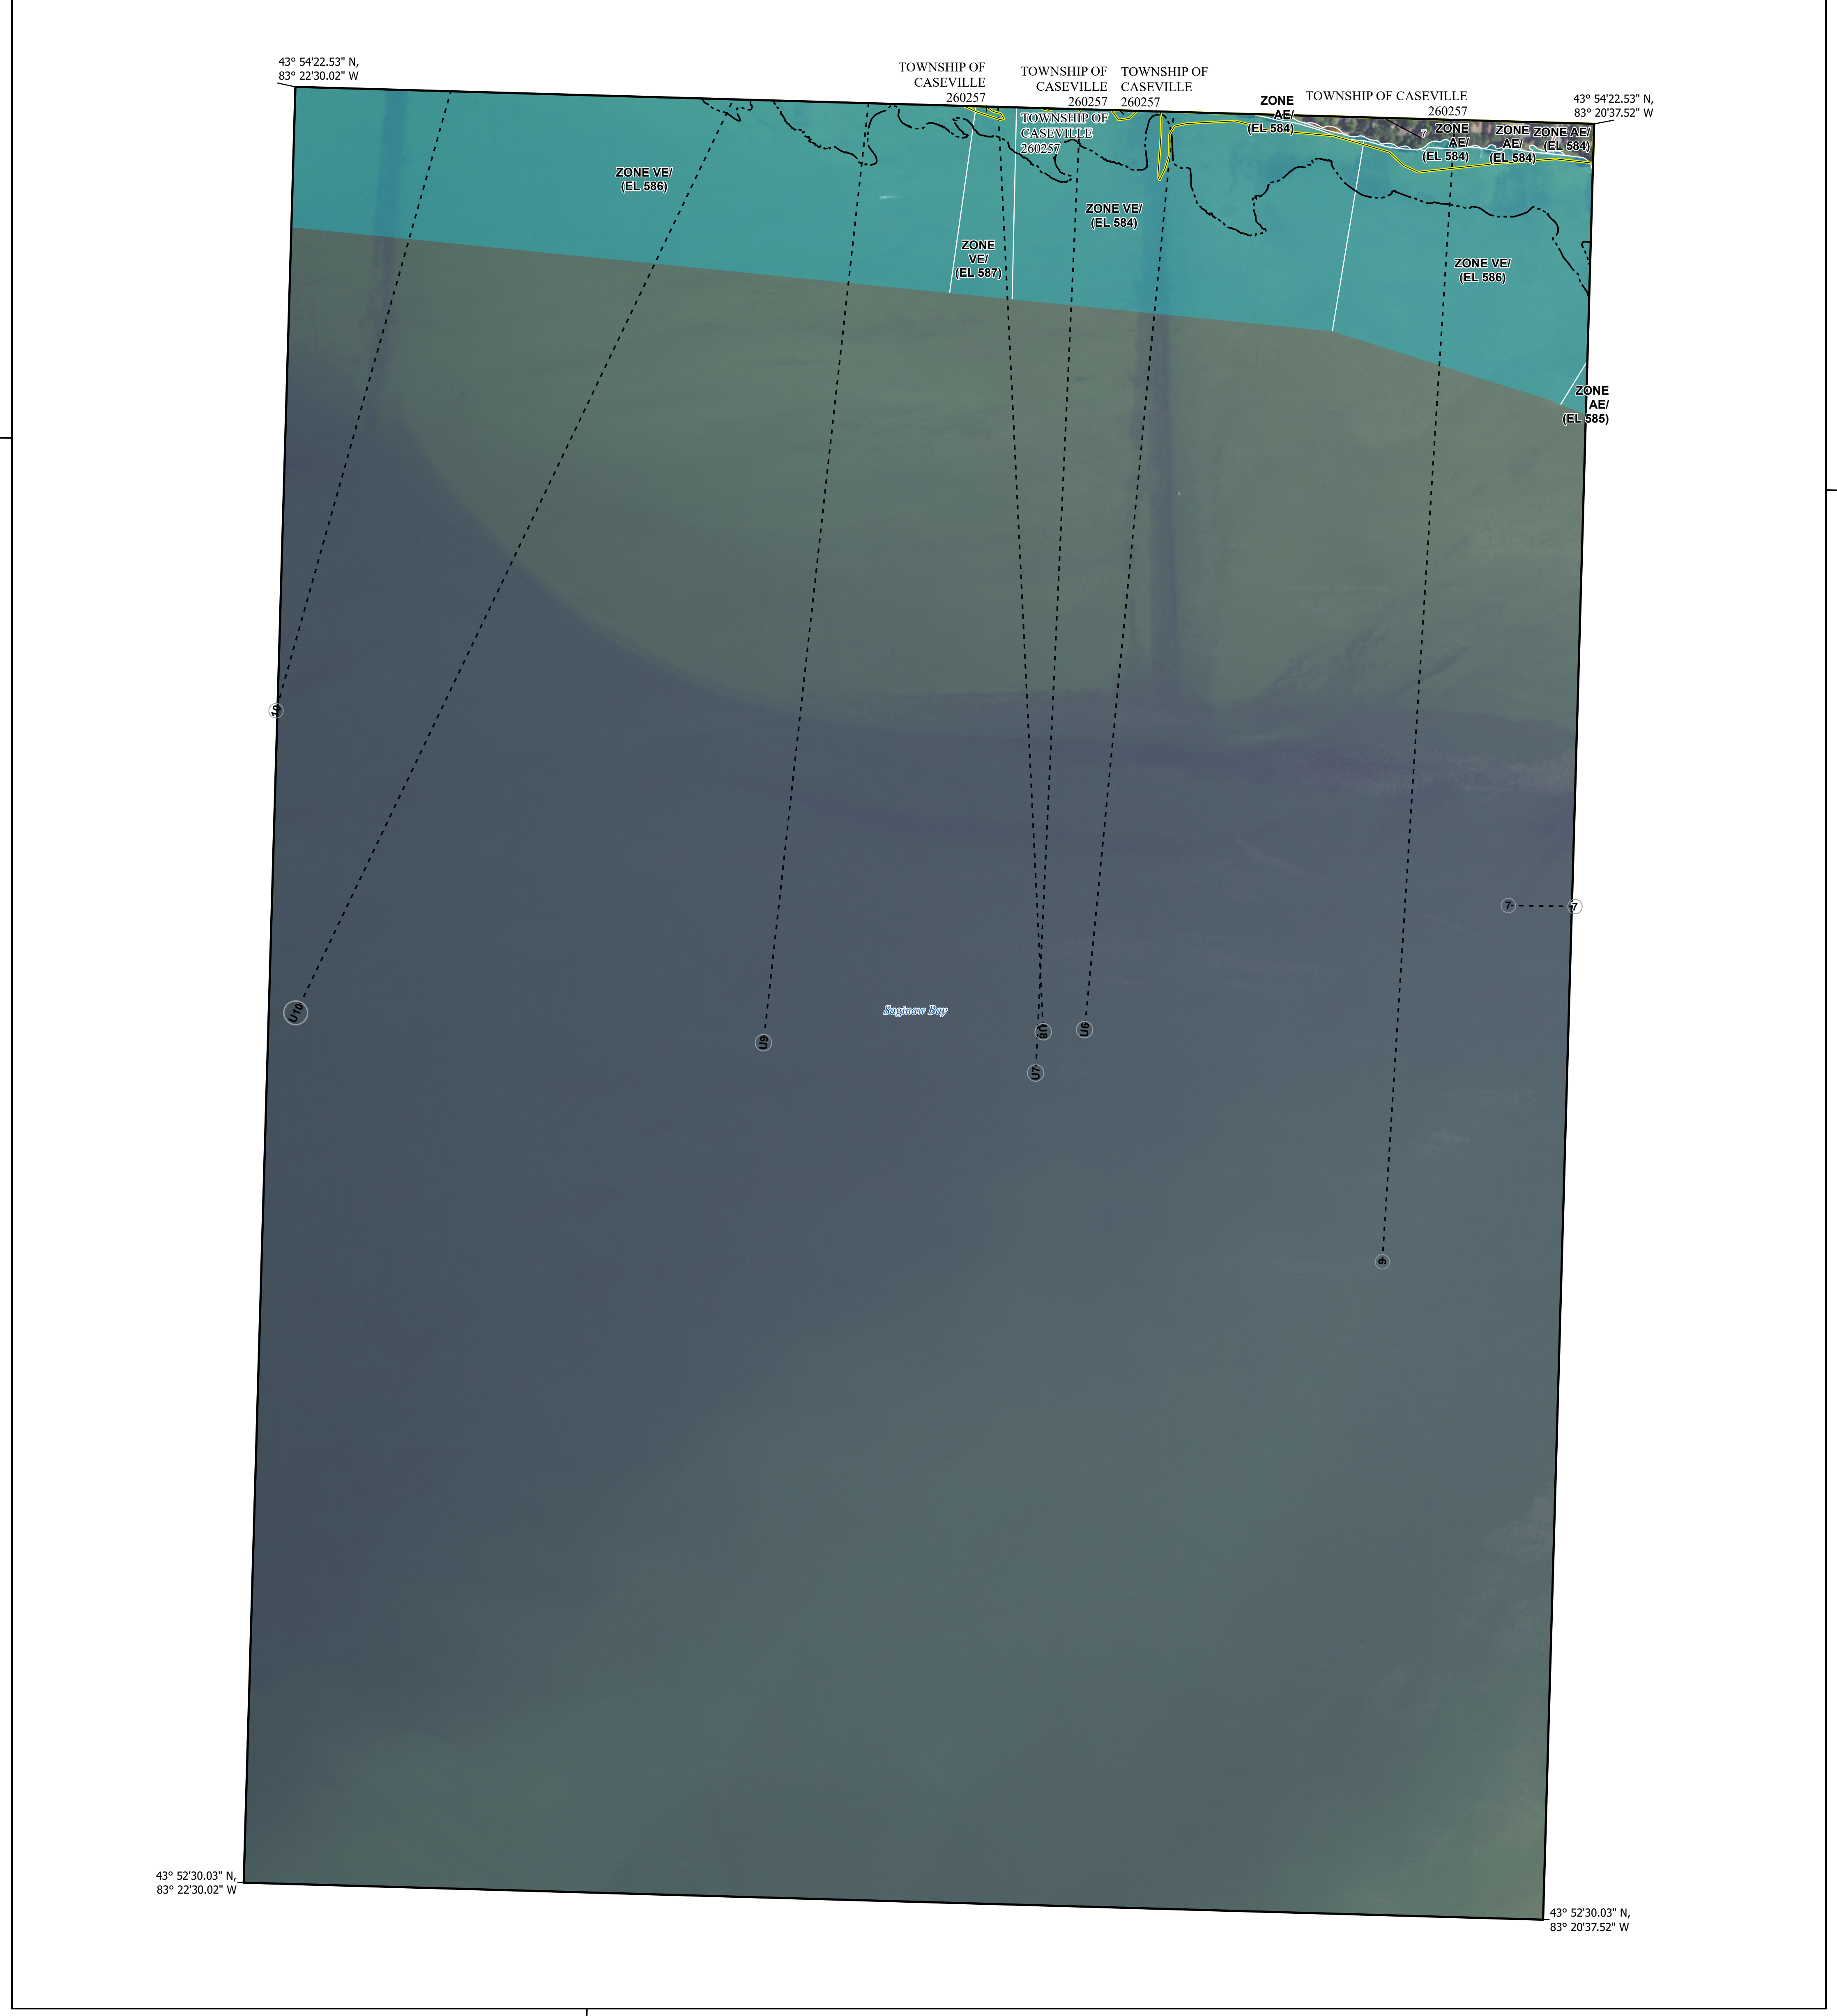 43° 54'22.53" N,
83° 22'30.02" W
TOWNSHIP OF
CASEVILLE
260257
TOWNSHIP OF
CASEVILLE
260257
TOWNSHIP OF
CASEVILLE
260257
TOWNSHIP OF
CASEVILLE
260257
ZONE
AE/
(EL 584)
TOWNSHIP OF CASEVILLE
260257
43° 54'22.53" N,
83° 20'37.52" W
7
ZONE
AE/
(EL 584)
ZONE
AE/
(EL 584)
ZONE AE/
(EL 584)
ZONE VE/
(EL 586)
ZONE VE/
(EL 584)
ZONE
VE/
(EL 587)
ZONE VE/
(EL 586)
ZONE
AE/
(EL 585)
10
7
7
U10
Saginaw Bay
U9
U8
U6
U7
9
43° 52'30.03" N,
83° 22'30.02" W
43° 52'30.03" N,
83° 20'37.52" W